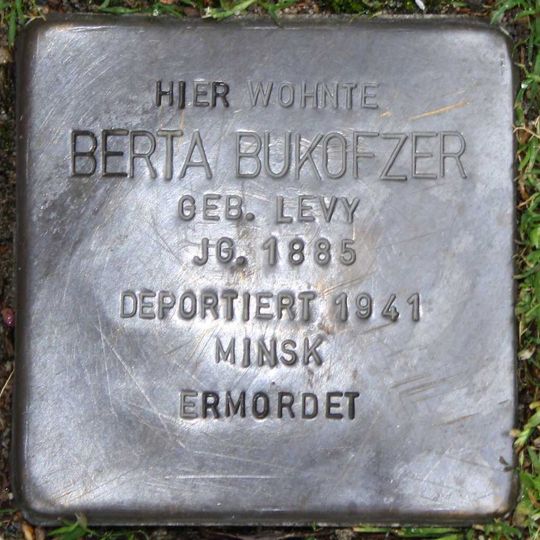 HIER WOHNTE
BERTA BUKOFZER
GEB. LEVY
JG. 1885
DEPORTIERT 1941
MINSK
ERMORDET